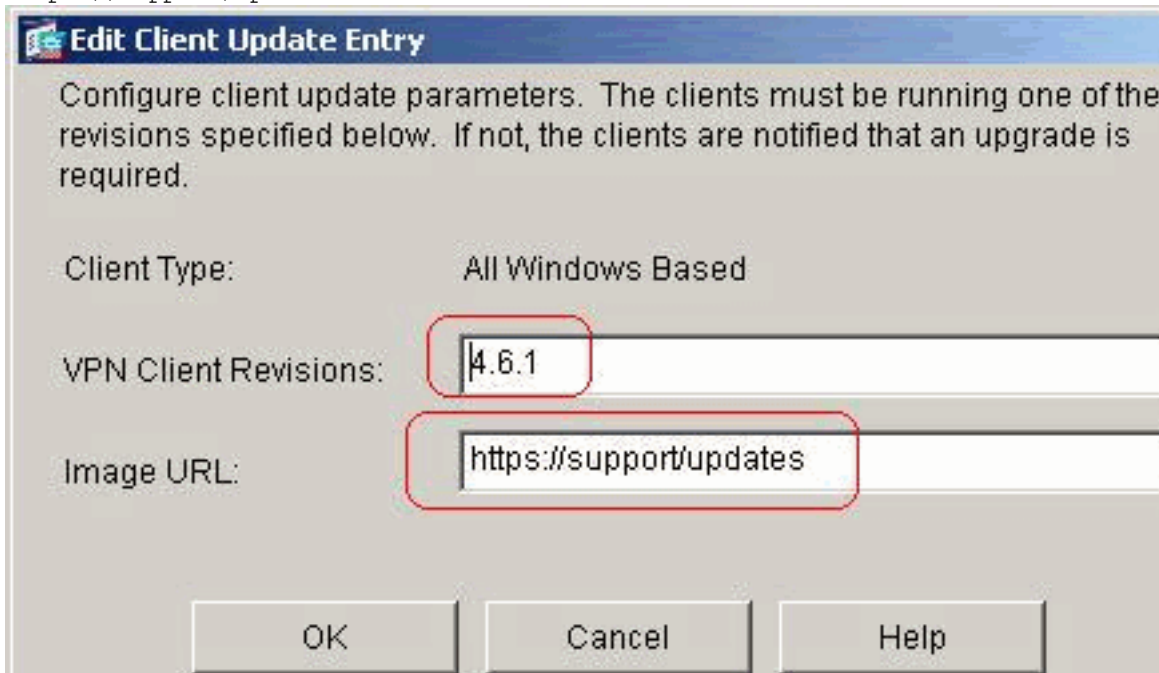 Edit Client Update Entry
Configure client update parameters. The clients must be running one of the
revisions specified below. If not, the clients are notified that an upgrade is
required.
Client Type: All Windows Based
VPN Client Revisions: 4.6.1
Image URL: https://support/updates
OK Cancel Help